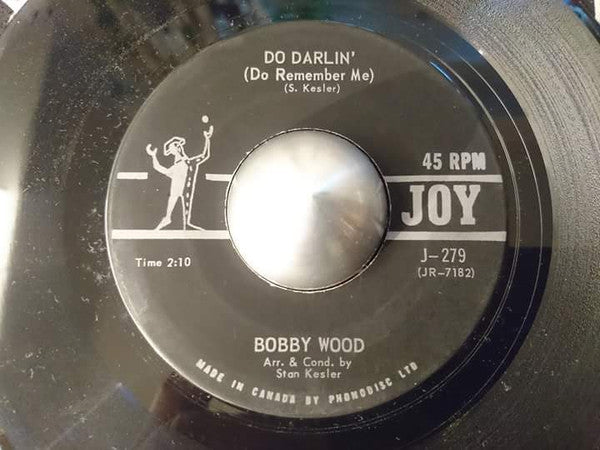 DO DARLIN'
(Do Remember Me)
(S. Kesler)
45 RPM
JOY
Time 2:10
J-279
(JR-7182)
BOBBY WOOD
Arr. & Cond. by
Stan Kesler
MADE IN CANADA BY PHONODISC LTD